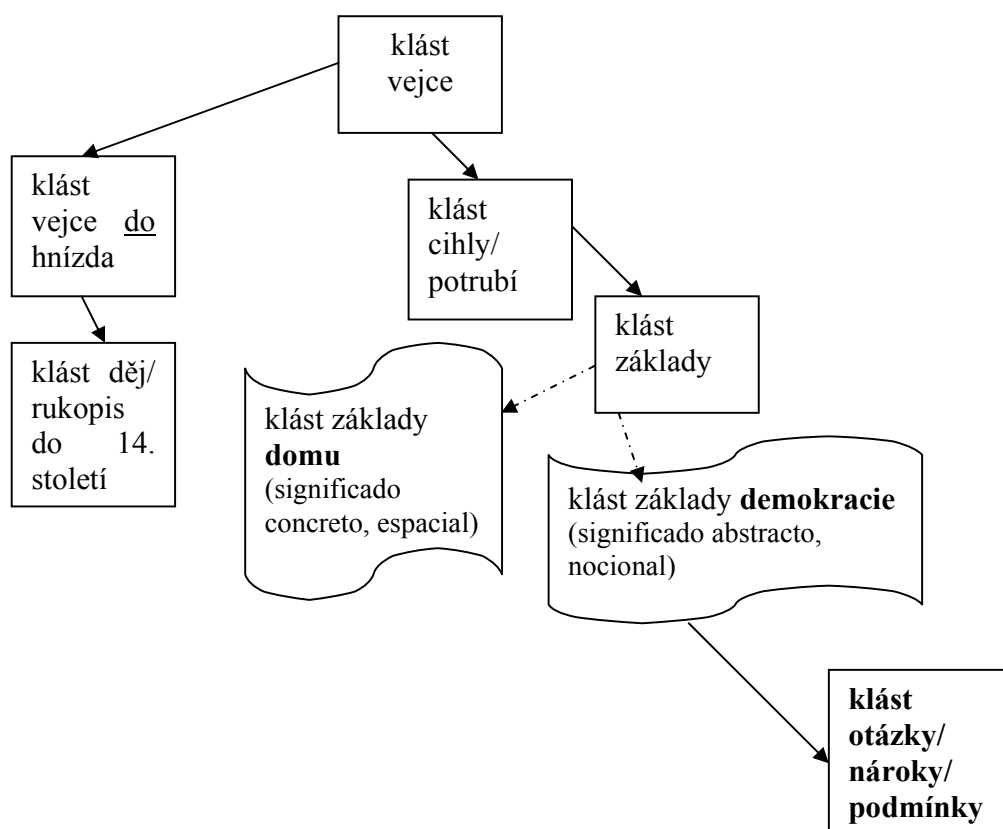 klást
vejce
klást
vejce do
hnízda
klást
cihly/
potrubí
klást
základy
klást děj/
rukopis
do 14.
století
klást základy
domu
(significado
concreto, espacial)
klást základy demokracie
(significado abstracto,
nocional)
klást
otázky/
nároky/
podmínky